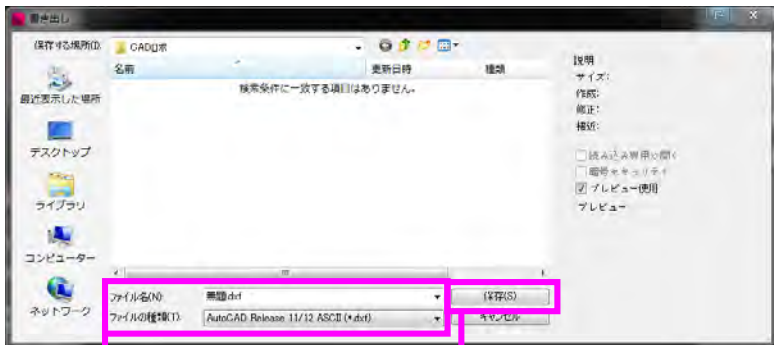 書き出し
保存する場所(I):
CAD口求
名前 更新日時 種類
検索条件に一致する項目はありません。
最近表示した場所
デスクトップ
ライブラリ
コンピューター
ネットワーク
ファイル名(N): 無題.dxf 保存(S)
ファイルの種類(T): AutoCAD Release 11/12 ASCII (*.dxf) キャンセル
説明
サイズ:
作成:
修正:
接近:
読み込み専用で開く
暗号セキュリティ
プレビュー使用
プレビュー